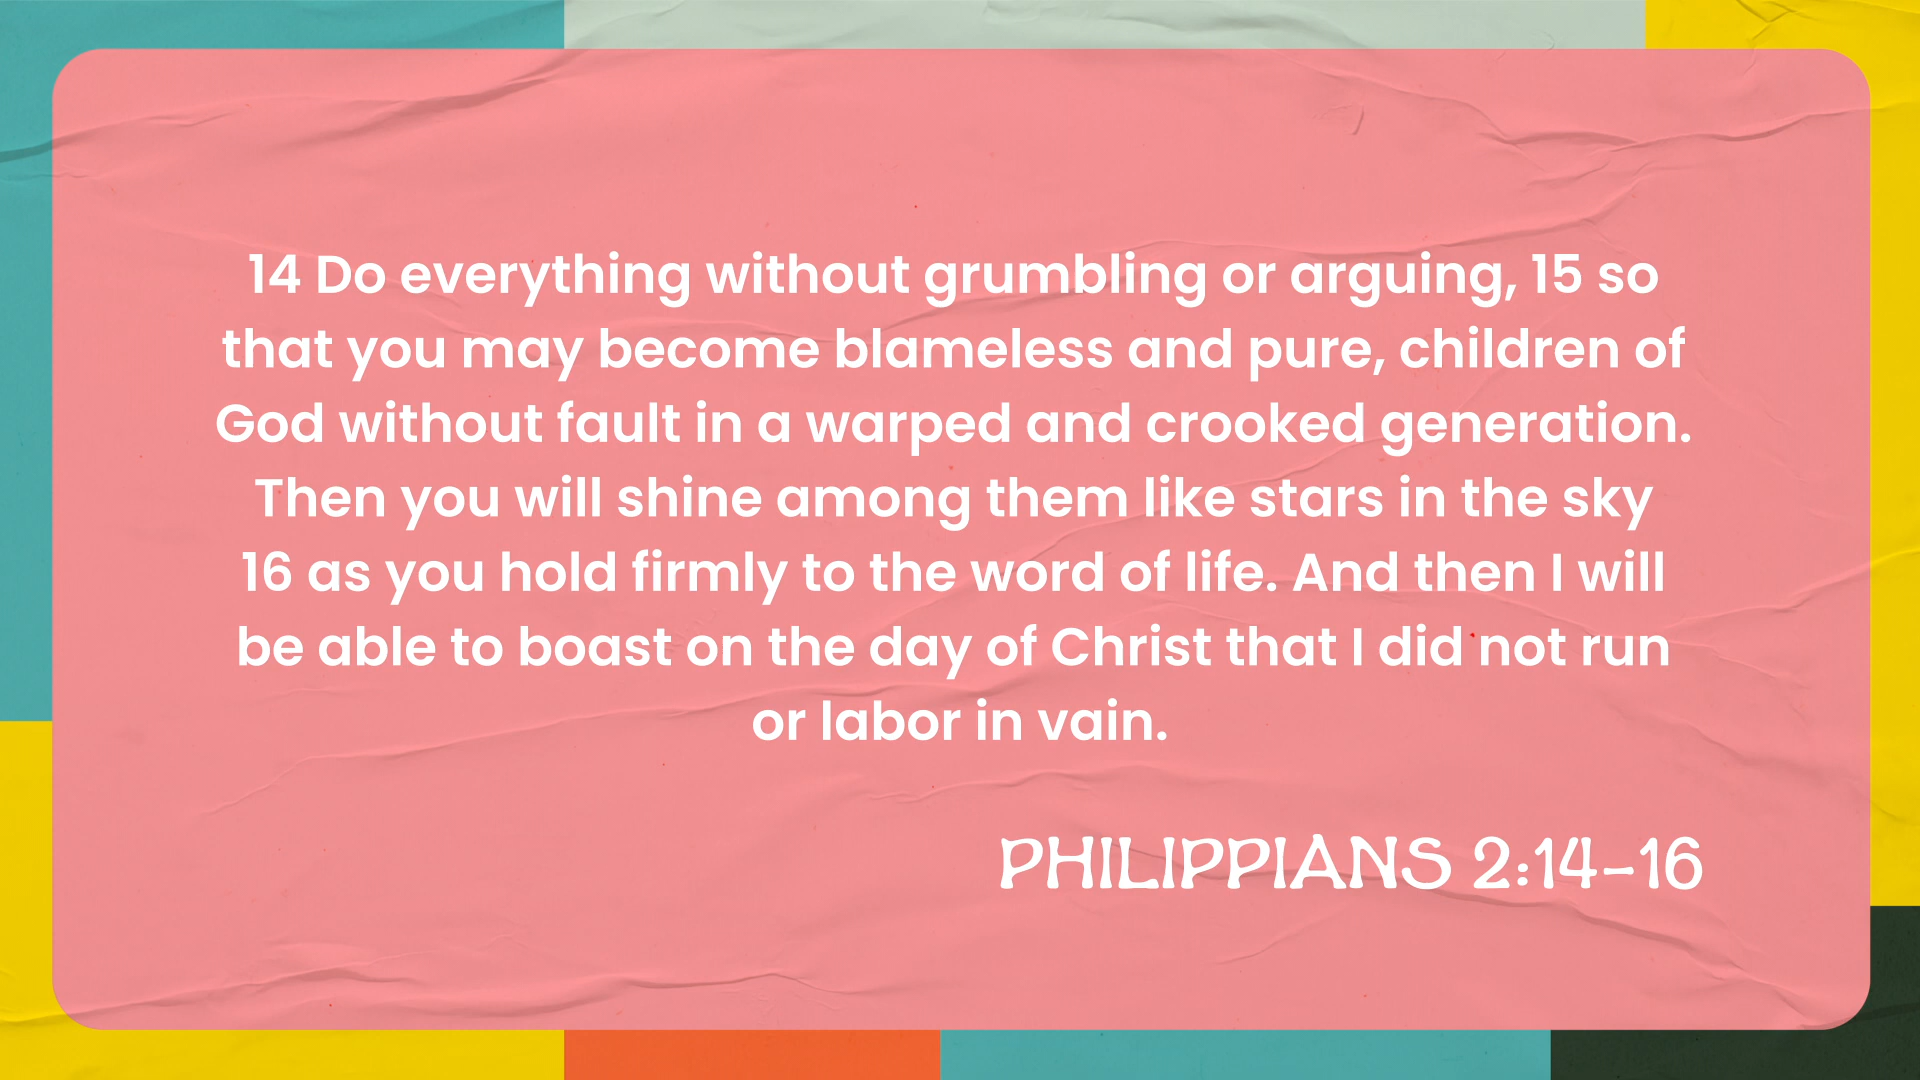 14 Do everything without grumbling or arguing, 15 so
that you may become blameless and pure, children of
God without fault in a warped and crooked generation.
Then you will shine among them like stars in the sky
16 as you hold firmly to the word of life. And then I will
be able to boast on the day of Christ that I did not run
or labor in vain.
PHILIPPIANS 2:14-16